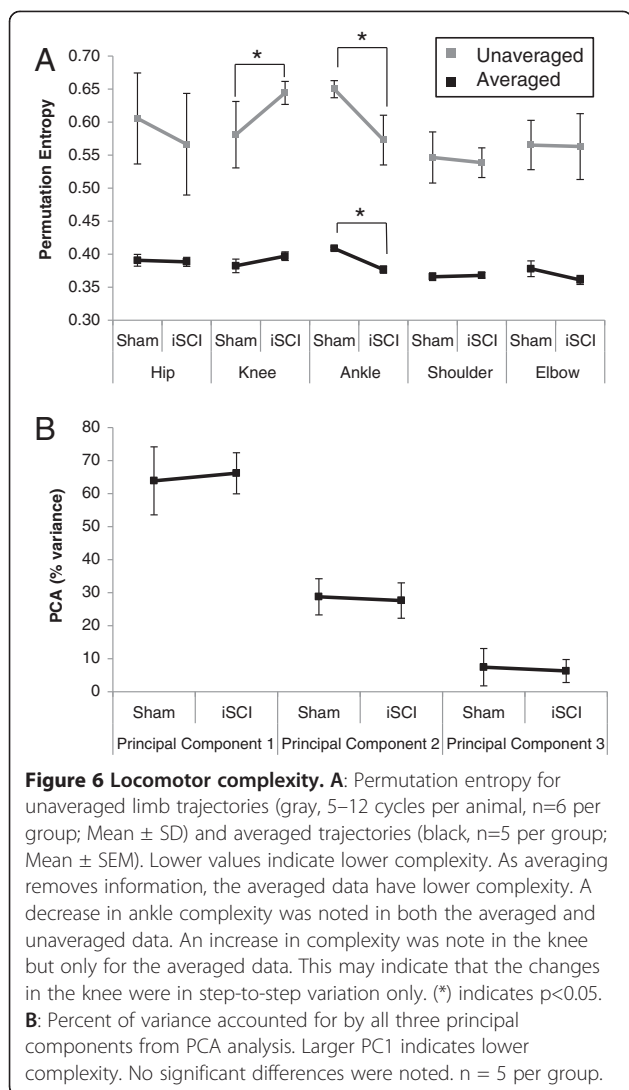 A
*
*
*
Unaveraged
Averaged
Permutation Entropy
0.70
0.65
0.60
0.55
0.50
0.45
0.40
0.35
0.30
Sham iSCI Sham iSCI Sham iSCI Sham iSCI Sham iSCI
Hip Knee Ankle Shoulder Elbow
B
PCA (% variance)
80
70
60
50
40
30
20
10
0
Sham iSCI Sham iSCI Sham iSCI
Principal Component 1 Principal Component 2 Principal Component 3
Figure 6 Locomotor complexity. A: Permutation entropy for
unaveraged limb trajectories (gray, 5–12 cycles per animal, n=6 per
group; Mean ± SD) and averaged trajectories (black, n=5 per group;
Mean ± SEM). Lower values indicate lower complexity. As averaging
removes information, the averaged data have lower complexity. A
decrease in ankle complexity was noted in both the averaged and
unaveraged data. An increase in complexity was note in the knee
but only for the averaged data. This may indicate that the changes
in the knee were in step-to-step variation only. (*) indicates p<0.05.
B: Percent of variance accounted for by all three principal
components from PCA analysis. Larger PC1 indicates lower
complexity. No significant differences were noted. n = 5 per group.